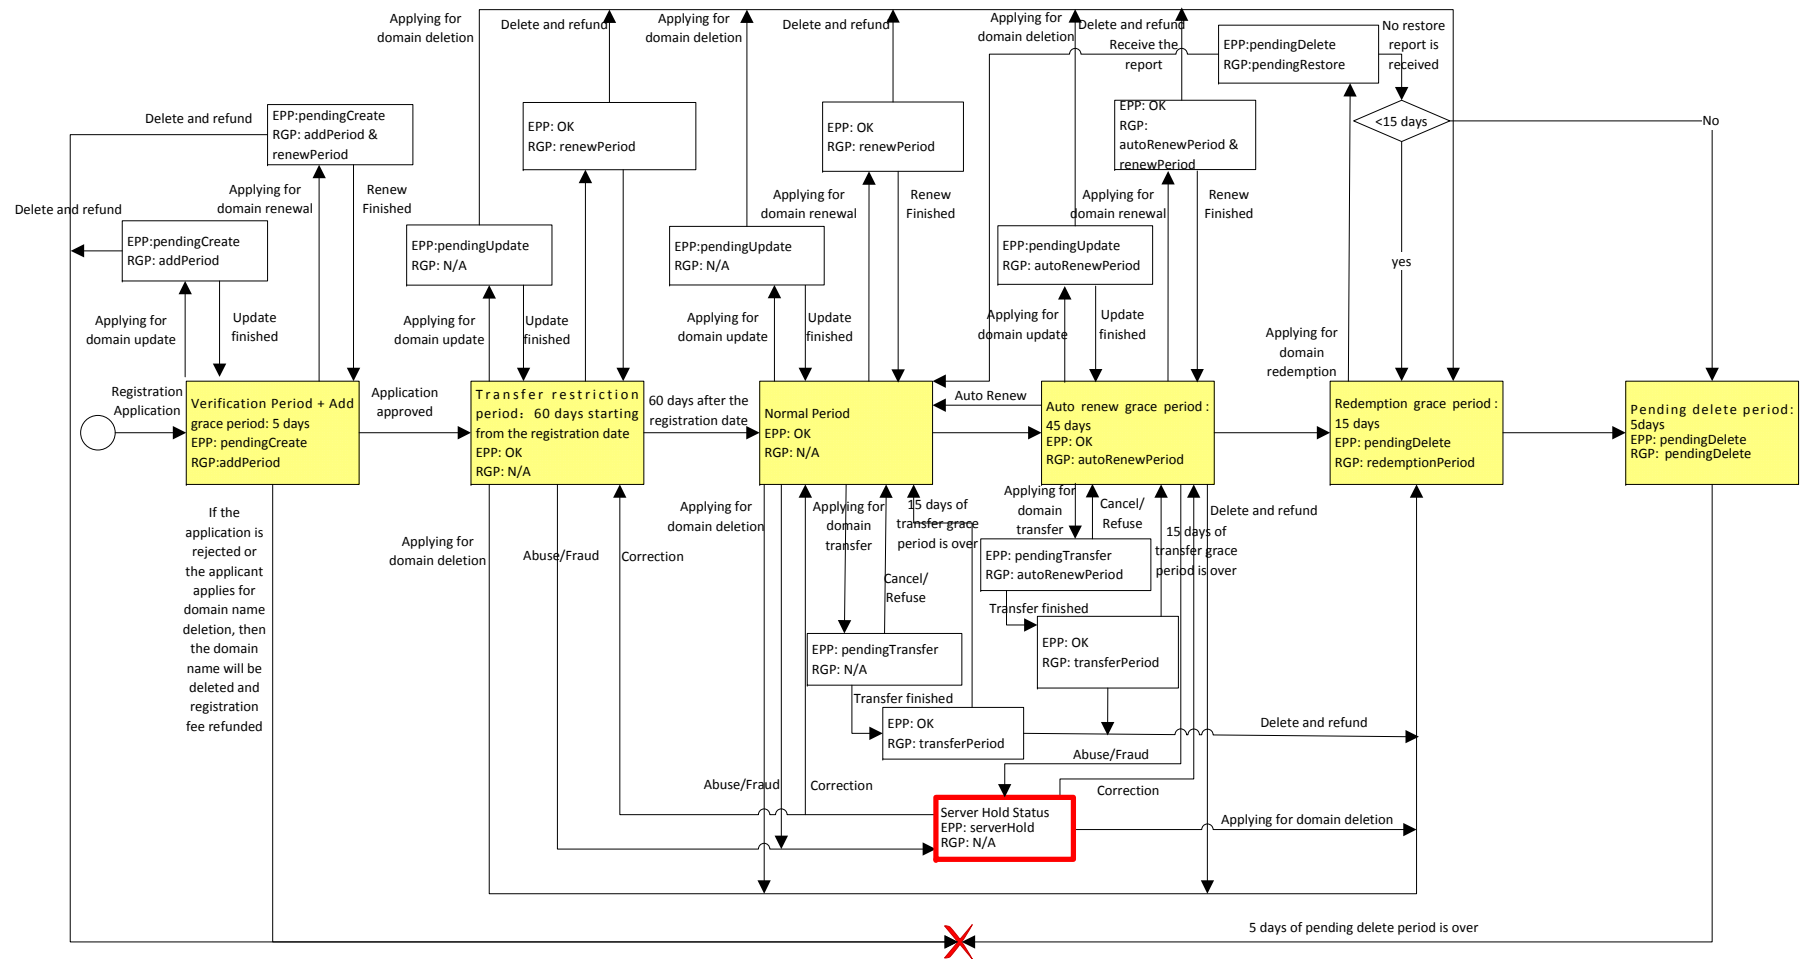 Applying for
domain deletion
Delete and refund
Applying for
domain deletion
Delete and refund
Applying for
domain deletion
Delete and refund
Receive the
report
EPP:pendingDelete
RGP:pendingRestore
No restore
report is
received
<15 days
No
yes
Delete and refund
EPP:pendingCreate
RGP: addPeriod &
renewPeriod
EPP: OK
RGP: renewPeriod
EPP: OK
RGP: renewPeriod
EPP: OK
RGP:
autoRenewPeriod &
renewPeriod
Applying for
domain renewal
Renew
Finished
Applying for
domain renewal
Renew
Finished
Applying for
domain renewal
Renew
Finished
Delete and refund
EPP:pendingCreate
RGP: addPeriod
EPP:pendingUpdate
RGP: N/A
EPP:pendingUpdate
RGP: N/A
EPP:pendingUpdate
RGP: autoRenewPeriod
Applying for
domain update
Update
finished
Applying for
domain update
Update
finished
Applying for
domain update
Update
finished
Applying for
domain update
Update
finished
Applying for
domain
redemption
Registration
Application
Verification Period + Add
grace period: 5 days
EPP: pendingCreate
RGP:addPeriod
Application
approved
Transfer restriction
period: 60 days starting
from the registration date
EPP: OK
RGP: N/A
60 days after the
registration date
Normal Period
EPP: OK
RGP: N/A
Auto Renew
Auto renew grace period :
45 days
EPP: OK
RGP: autoRenewPeriod
Redemption grace period :
15 days
EPP: pendingDelete
RGP: redemptionPeriod
Pending delete period:
5days
EPP: pendingDelete
RGP: pendingDelete
If the
application is
rejected or
the applicant
applies for
domain name
deletion, then
the domain
name will be
deleted and
registration
fee refunded
Applying for
domain deletion
Abuse/Fraud
Correction
Applying for
domain deletion
Applying for
domain
transfer
Cancel/
Refuse
15 days of
transfer grace
period is over
Applying for
domain
transfer
Cancel/
Refuse
15 days of
transfer grace
period is over
Delete and refund
EPP: pendingTransfer
RGP: autoRenewPeriod
Transfer finished
EPP: OK
RGP: transferPeriod
EPP: pendingTransfer
RGP: N/A
Transfer finished
EPP: OK
RGP: transferPeriod
Delete and refund
Abuse/Fraud
Abuse/Fraud
Correction
Correction
Server Hold Status
EPP: serverHold
RGP: N/A
Applying for domain deletion
5 days of pending delete period is over